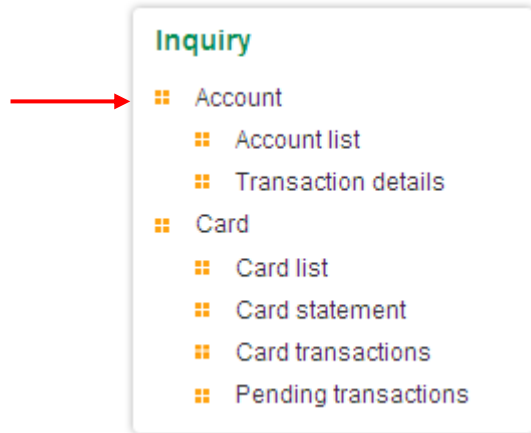 Inquiry
Account
Account list
Transaction details
Card
Card list
Card statement
Card transactions
Pending transactions